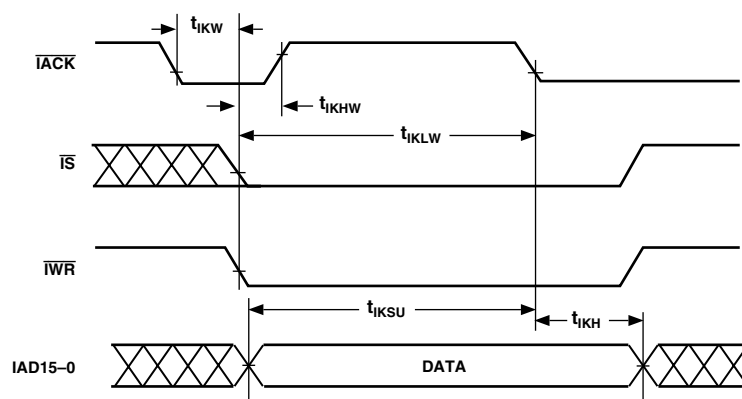 tIKW
IACK
tIKHW
tIKLW
IS
IWR
tIKSU
tIKH
IAD15–0
DATA